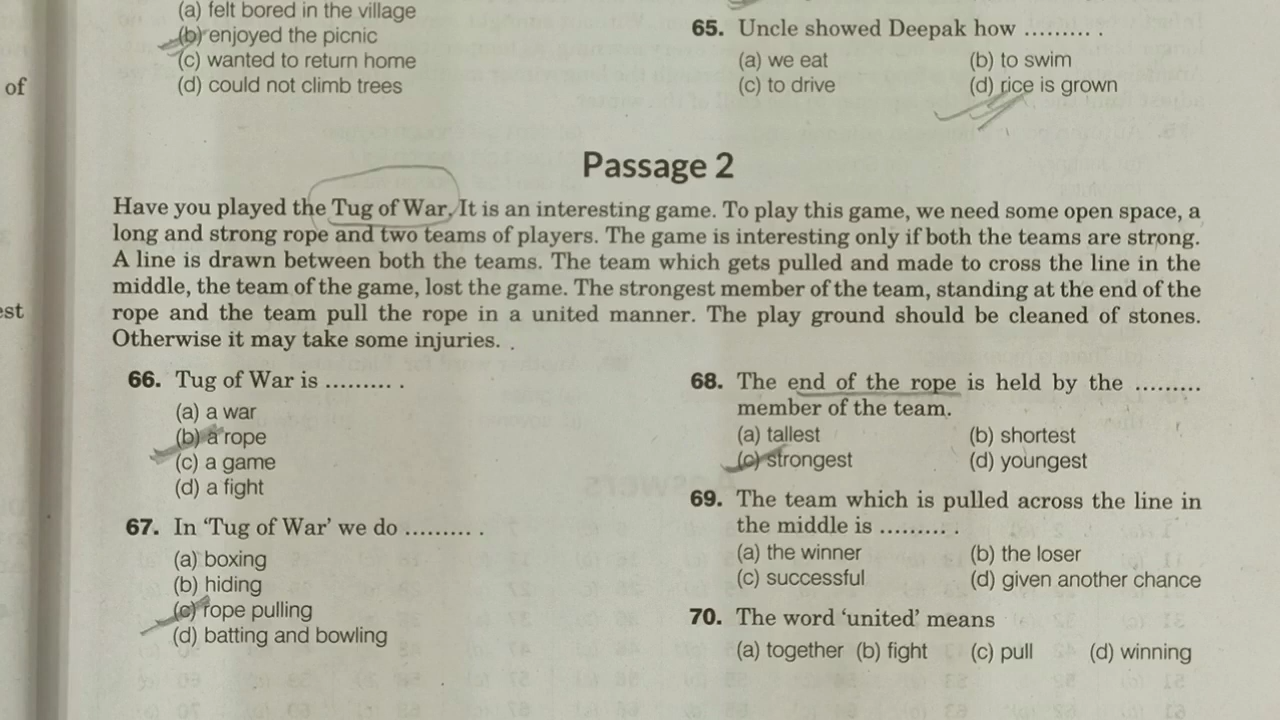 of
est
(a) felt bored in the village
(b) enjoyed the picnic
(c) wanted to return home
(d) could not climb trees
65. Uncle showed Deepak how ......... .
(a) we eat (b) to swim
(c) to drive (d) rice is grown
Passage 2
Have you played the Tug of War. It is an interesting game. To play this game, we need some open space, a
long and strong rope and two teams of players. The game is interesting only if both the teams are strong.
A line is drawn between both the teams. The team which gets pulled and made to cross the line in the
middle, the team of the game, lost the game. The strongest member of the team, standing at the end of the
rope and the team pull the rope in a united manner. The play ground should be cleaned of stones.
Otherwise it may take some injuries. .
66. Tug of War is ......... .
(a) a war
(b) a rope
(c) a game
(d) a fight
67. In ‘Tug of War’ we do ......... .
(a) boxing
(b) hiding
(c) rope pulling
(d) batting and bowling
68. The end of the rope is held by the .........
member of the team.
(a) tallest (b) shortest
(c) strongest (d) youngest
69. The team which is pulled across the line in
the middle is ......... .
(a) the winner (b) the loser
(c) successful (d) given another chance
70. The word ‘united’ means
(a) together (b) fight (c) pull (d) winning